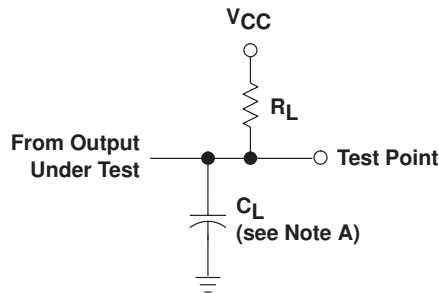 VCC
RL
From Output
Under Test
Test Point
CL
(see Note A)